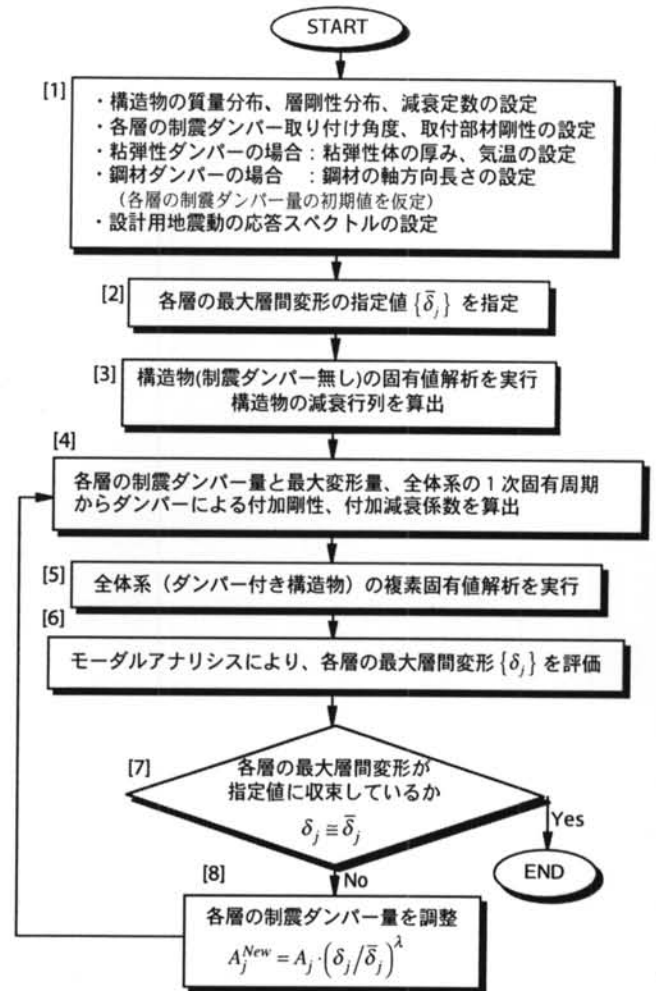 START
[1]
・構造物の質量分布、層剛性分布、減衰定数の設定
・各層の制震ダンパー取り付け角度、取付部材剛性の設定
・粘弾性ダンパーの場合：粘弾性体の厚み、気温の設定
・鋼材ダンパーの場合　：鋼材の軸方向長さの設定
（各層の制震ダンパー量の初期値を仮定）
・設計用地震動の応答スペクトルの設定
[2]
各層の最大層間変形の指定値 {δ̄_j} を指定
[3]
構造物(制震ダンパー無し)の固有値解析を実行
構造物の減衰行列を算出
[4]
各層の制震ダンパー量と最大変形量、全体系の１次固有周期
からダンパーによる付加剛性、付加減衰係数を算出
[5]
全体系（ダンパー付き構造物）の複素固有値解析を実行
[6]
モーダルアナリシスにより、各層の最大層間変形 {δ_j} を評価
[7]
各層の最大層間変形が
指定値に収束しているか
δ_j ≅ δ̄_j
Yes
END
No
[8]
各層の制震ダンパー量を調整
A_j^{New} = A_j·(δ_j/δ̄_j)^λ